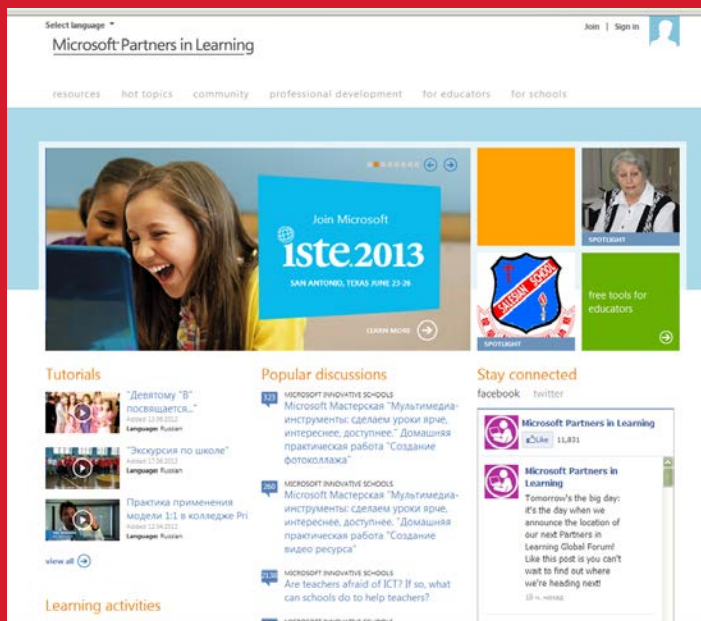 Select language
Join | Sign in
Microsoft Partners in Learning
resources hot topics community professional development for educators for schools
Join Microsoft
iste.2013
SAN ANTONIO, TEXAS JUNE 23-26
LEARN MORE
SPOTLIGHT
SALESIAN SCHOOL
SPOTLIGHT
free tools for
educators
Tutorials
"Девятому "В"
посвящается..."
Language: Russian
"Экскурсия по школе"
Language: Russian
Практика применения
модели 1:1 в колледже Pri
Language: Russian
view all
Learning activities
Popular discussions
323
MICROSOFT INNOVATIVE SCHOOLS
Microsoft Мастерская "Мультимедиа-
инструменты: сделаем уроки ярче,
интереснее, доступнее." Домашняя
практическая работа "Создание
фотоколлажа"
260
MICROSOFT INNOVATIVE SCHOOLS
Microsoft Мастерская "Мультимедиа-
инструменты: сделаем уроки ярче,
интереснее, доступнее. "Домашняя
практическая работа "Создание
видео ресурса"
2138
MICROSOFT INNOVATIVE SCHOOLS
Are teachers afraid of ICT? If so, what
can schools do to help teachers?
MICROSOFT INNOVATIVE SCHOOLS
Stay connected
facebook twitter
Microsoft Partners in Learning
Like 11,831
Microsoft Partners in
Learning
Tomorrow's the big day:
it's the day when we
announce the location of
our next Partners in
Learning Global Forum!
Like this post is you can't
wait to find out where
we're heading next!
18 ч. назад